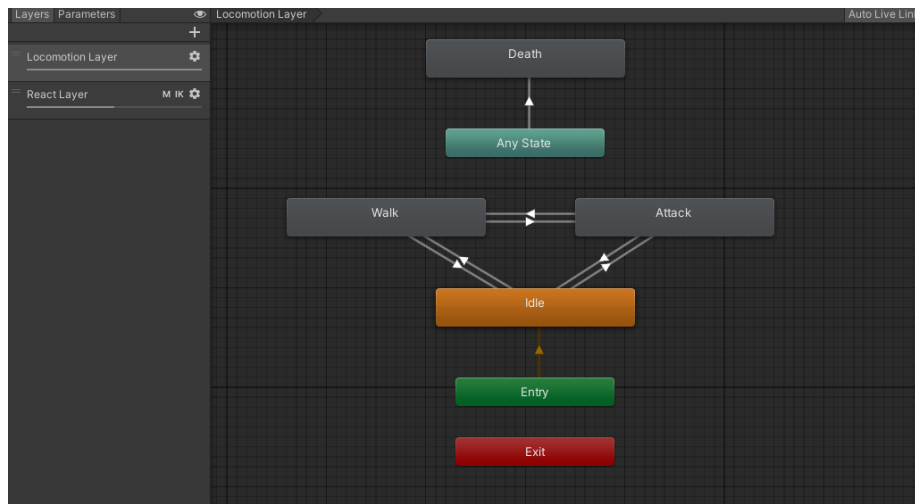 Layers Parameters
Locomotion Layer
Auto Live Lin
Locomotion Layer
React Layer M IK
Death
Any State
Walk
Attack
Idle
Entry
Exit